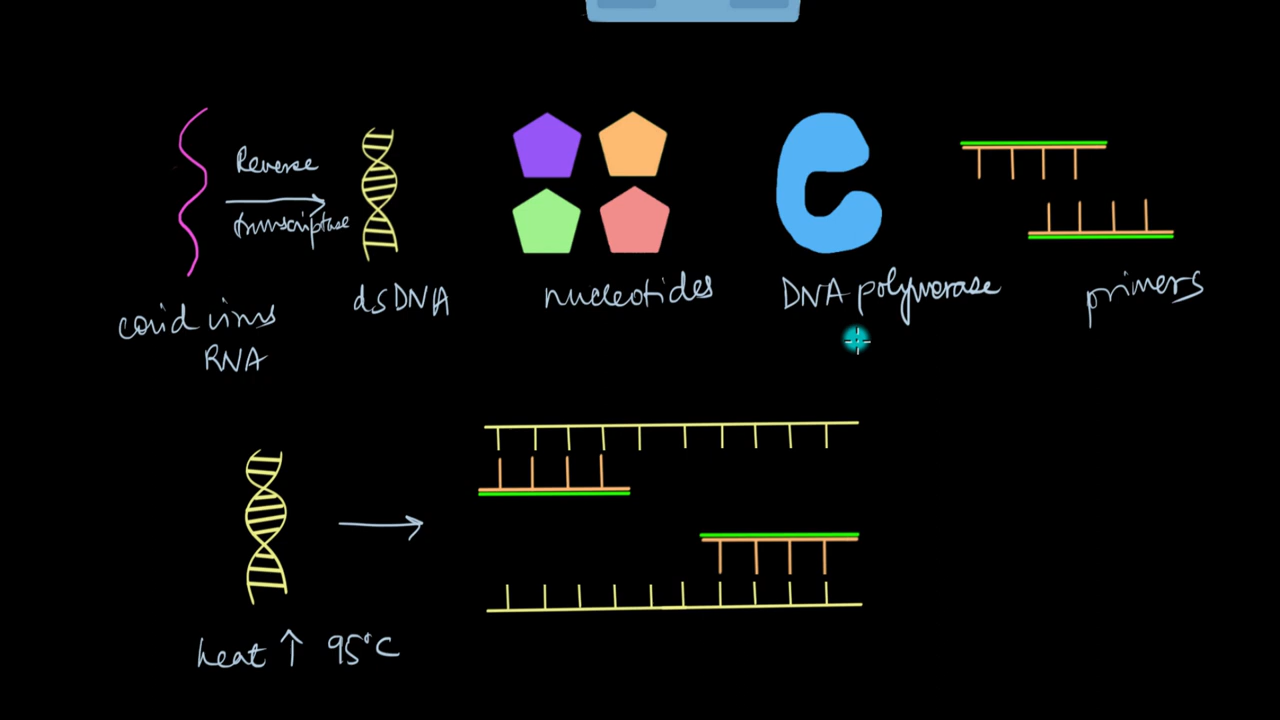 Reverse
transcriptase
covid virus
RNA
dsDNA
nucleotides
DNA polymerase
primers
heat ↑ 95°C